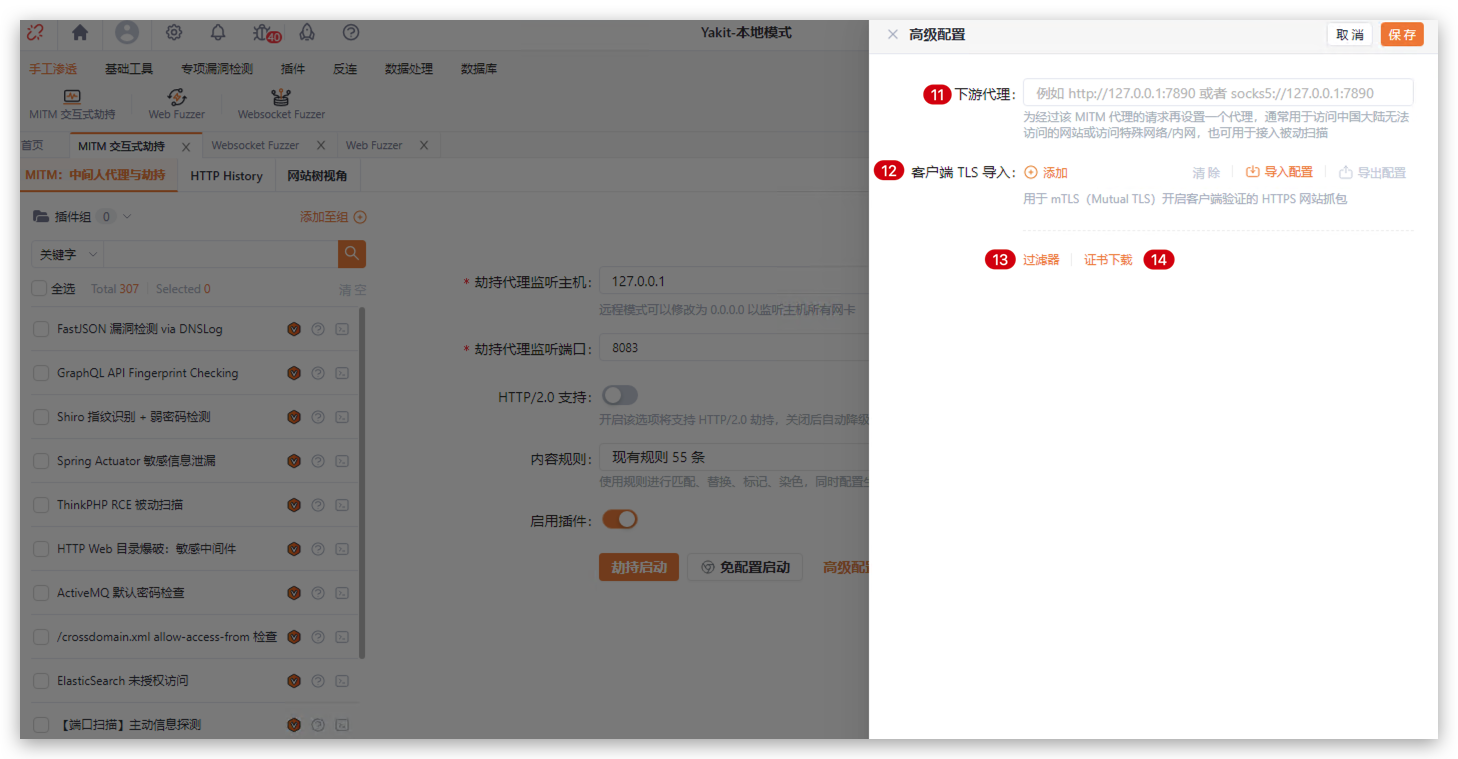 40
Yakit-本地模式
手工渗透 基础工具 专项漏洞检测 插件 反连 数据处理 数据库
MITM 交互式劫持 Web Fuzzer Websocket Fuzzer
首页 MITM 交互式劫持 Websocket Fuzzer Web Fuzzer
MITM：中间人代理与劫持 HTTP History 网站树视角
插件组 0 添加至组
关键字
全选 Total 307 Selected 0 清空
FastJSON 漏洞检测 via DNSLog
GraphQL API Fingerprint Checking
Shiro 指纹识别 + 弱密码检测
Spring Actuator 敏感信息泄漏
ThinkPHP RCE 被动扫描
HTTP Web 目录爆破：敏感中间件
ActiveMQ 默认密码检查
/crossdomain.xml allow-access-from 检查
ElasticSearch 未授权访问
【端口扫描】主动信息探测
* 劫持代理监听主机： 127.0.0.1
远程模式可以修改为 0.0.0.0 以监听主机所有网卡
* 劫持代理监听端口： 8083
HTTP/2.0 支持：
开启该选项将支持 HTTP/2.0 劫持，关闭后自动降级
内容规则： 现有规则 55 条
使用规则进行匹配、替换、标记、染色，同时配置生
启用插件：
劫持启动 免配置启动 高级配置
高级配置 取消 保存
11 下游代理： 例如 http://127.0.0.1:7890 或者 socks5://127.0.0.1:7890
为经过该 MITM 代理的请求再设置一个代理，通常用于访问中国大陆无法
访问的网站或访问特殊网络/内网，也可用于接入被动扫描
12 客户端 TLS 导入： 添加 清除 导入配置 导出配置
用于 mTLS（Mutual TLS）开启客户端验证的 HTTPS 网站抓包
13 过滤器 证书下载 14